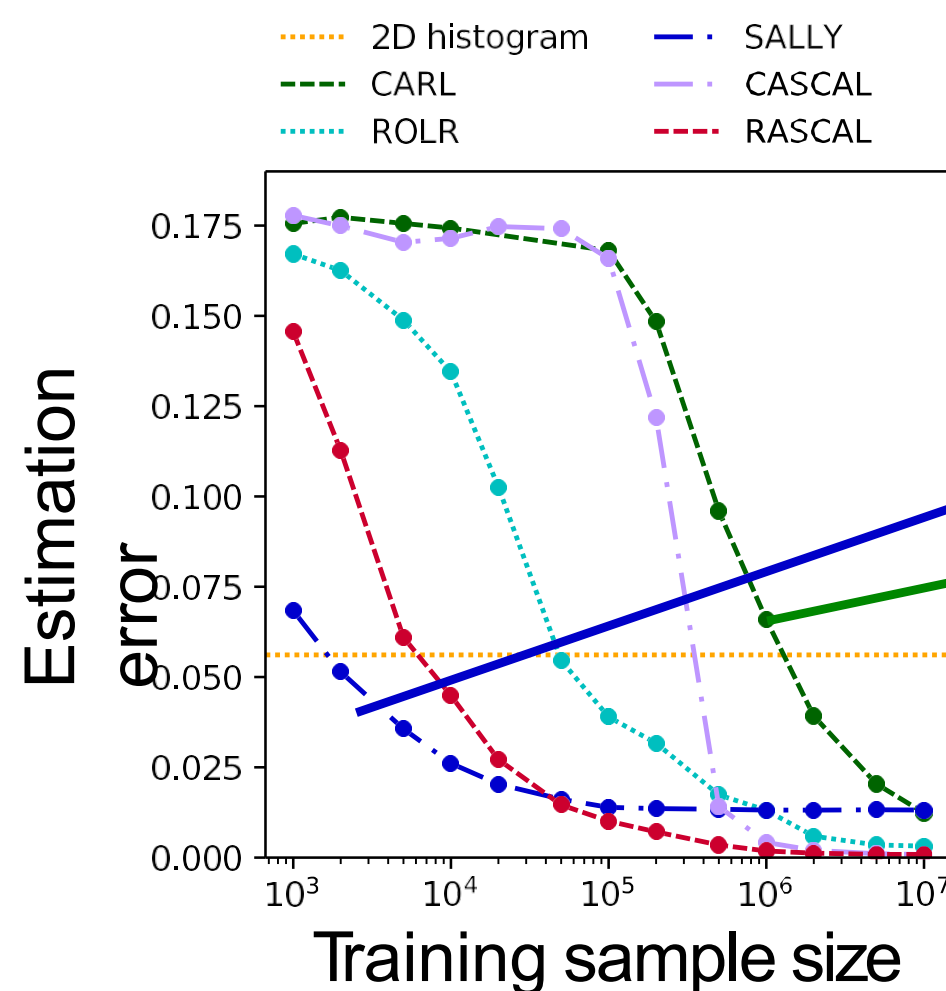 2D histogram
CARL
ROLR
SALLY
CASCAL
RASCAL
0.175
0.150
0.125
0.100
0.075
0.050
0.025
0.000
Estimation
error
10³
10⁴
10⁵
10⁶
10⁷
Training sample size